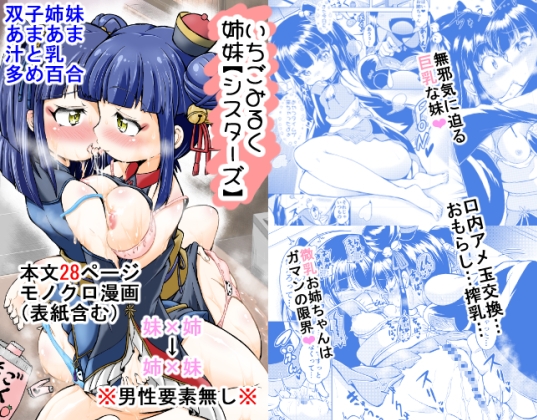 双子姉妹
あまあま
汁と乳
多め百合
いちごみるく
姉妹【シスターズ】
本文28ページ
モノクロ漫画
(表紙含む)
妹×姉
↓
姉×妹
※男性要素無し※
無邪気に迫る
巨乳な妹♥
口内アメ玉交換…
おもらし…搾乳…
微乳お姉ちゃんは
ガマンの限界♥